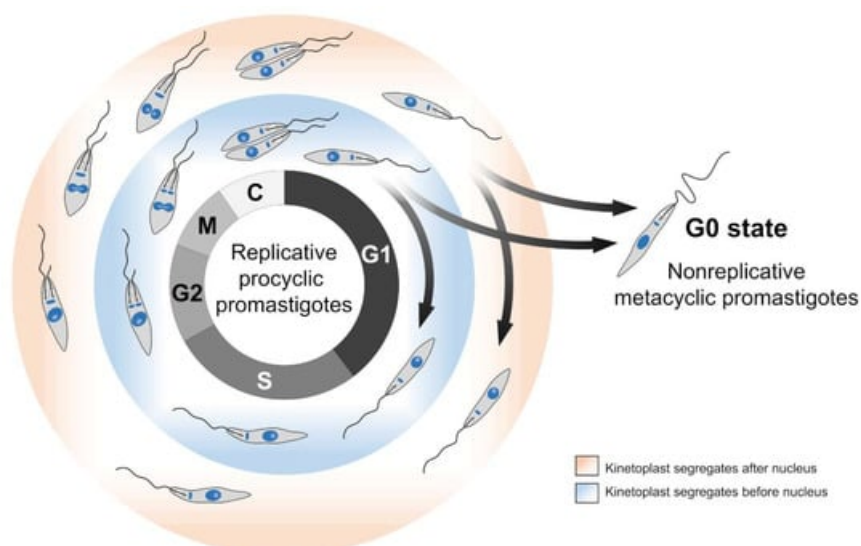 C
M
G1
G2
S
Replicative
procyclic
promastigotes
G0 state
Nonreplicative
metacyclic promastigotes
Kinetoplast segregates after nucleus
Kinetoplast segregates before nucleus